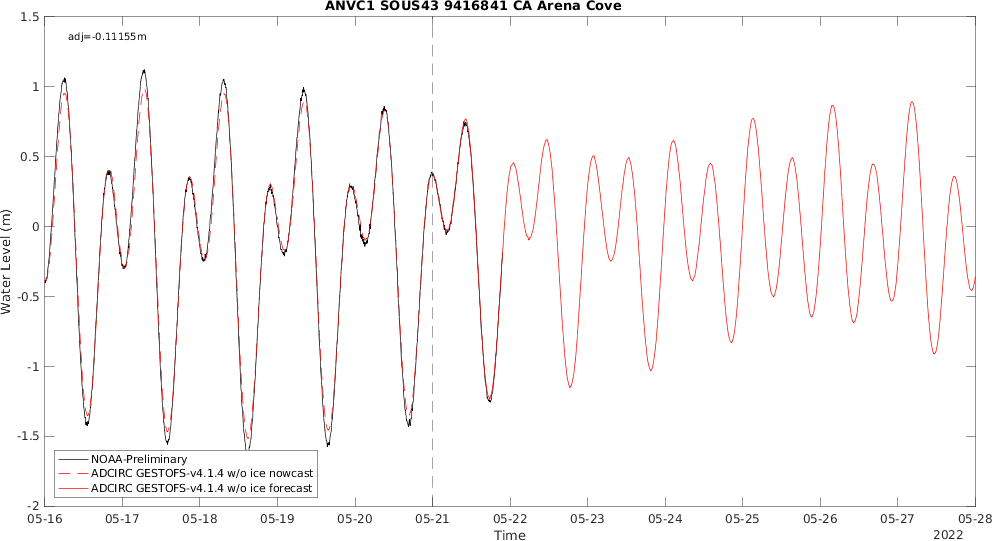 ANVC1 SOUS43 9416841 CA Arena Cove
adj=-0.11155m
1.5
1
0.5
0
-0.5
-1
-1.5
-2
Water Level (m)
NOAA-Preliminary
ADCIRC GESTOFS-v4.1.4 w/o ice nowcast
ADCIRC GESTOFS-v4.1.4 w/o ice forecast
05-16 05-17 05-18 05-19 05-20 05-21 05-22 05-23 05-24 05-25 05-26 05-27 05-28
Time
2022